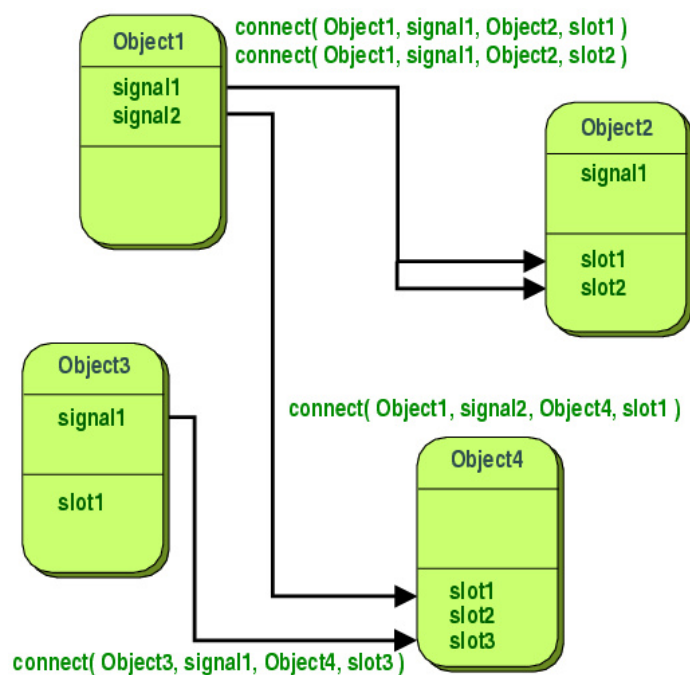 connect( Object1, signal1, Object2, slot1 )
connect( Object1, signal1, Object2, slot2 )
Object1
signal1
signal2
Object2
signal1
slot1
slot2
Object3
signal1
slot1
connect( Object1, signal2, Object4, slot1 )
Object4
slot1
slot2
slot3
connect( Object3, signal1, Object4, slot3 )